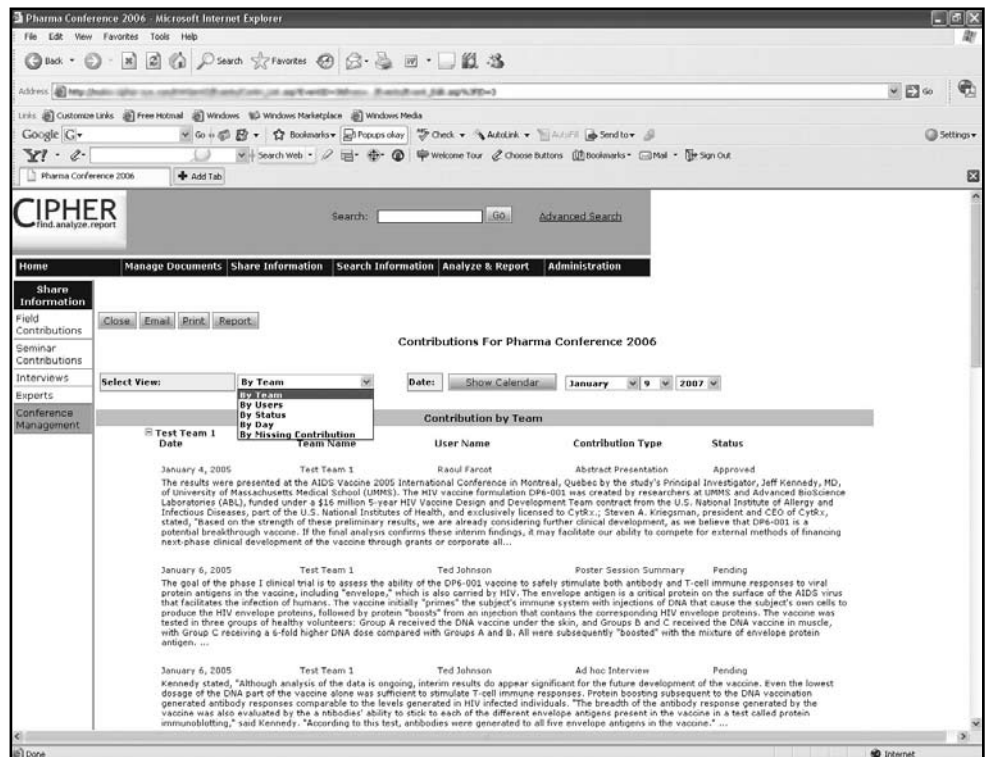 Pharma Conference 2006 - Microsoft Internet Explorer
File Edit View Favorites Tools Help
Back Search Favorites
Address Go
Links Customize Links Free Hotmail Windows Windows Marketplace Windows Media
Google G Go Bookmarks Popups okay Check AutoLink AutoFill Send to Settings
Y! Search Web Welcome Tour Choose Buttons Bookmarks Mail Sign Out
Pharma Conference 2006 Add Tab
CIPHER
find.analyze.report
Search: GO Advanced Search
Home Manage Documents Share Information Search Information Analyze & Report Administration
Share
Information
Field
Contributions
Seminar
Contributions
Interviews
Experts
Conference
Management
Close Email Print Report
Contributions For Pharma Conference 2006
Select View: By Team Date: Show Calendar January 9 2007
By Team
By Users
By Status
By Day
By Missing Contribution
Contribution by Team
Test Team 1
Date Team Name User Name Contribution Type Status
January 4, 2005 Test Team 1 Raoul Farcot Abstract Presentation Approved
The results were presented at the AIDS Vaccine 2005 International Conference in Montreal, Quebec by the study's Principal Investigator, Jeff Kennedy, MD,
of University of Massachusetts Medical School (UMMS). The HIV vaccine formulation DP6-001 was created by researchers at UMMS and Advanced BioScience
Laboratories (ABL), funded under a $16 million 5-year HIV Vaccine Design and Development Team contract from the U.S. National Institute of Allergy and
Infectious Diseases, part of the U.S. National Institutes of Health, and exclusively licensed to CytRx.; Steven A. Kriegsman, president and CEO of CytRx,
stated, "Based on the strength of these preliminary results, we are already considering further clinical development, as we believe that DP6-001 is a
potential breakthrough vaccine. If the final analysis confirms these interim findings, it may facilitate our ability to compete for external methods of financing
next-phase clinical development of the vaccine through grants or corporate all...
January 6, 2005 Test Team 1 Ted Johnson Poster Session Summary Pending
The goal of the phase I clinical trial is to assess the ability of the DP6-001 vaccine to safely stimulate both antibody and T-cell immune responses to viral
protein antigens in the vaccine, including "envelope," which is also carried by HIV. The envelope antigen is a critical protein on the surface of the AIDS virus
that facilitates the infection of humans. The vaccine initially "primes" the subject's immune system with injections of DNA that cause the subject's own cells to
produce the HIV envelope proteins, followed by protein "boosts" from an injection that contains the corresponding HIV envelope proteins. The vaccine was
tested in three groups of healthy volunteers: Group A received the DNA vaccine under the skin, and Groups B and C received the DNA vaccine in muscle,
with Group C receiving a 6-fold higher DNA dose compared with Groups A and B. All were subsequently "boosted" with the mixture of envelope protein
antigen. ...
January 6, 2005 Test Team 1 Ted Johnson Ad hoc Interview Pending
Kennedy stated, "Although analysis of the data is ongoing, interim results do appear significant for the future development of the vaccine. Even the lowest
dosage of the DNA part of the vaccine alone was sufficient to stimulate T-cell immune responses. Protein boosting subsequent to the DNA vaccination
generated antibody responses comparable to the levels generated in HIV infected individuals. "The breadth of the antibody response generated by the
vaccine was also evaluated by the a ntibodies' ability to stick to each of the different envelope antigens present in the vaccine in a test called protein
immunoblotting," said Kennedy. "According to this test, antibodies were generated to all five envelope antigens in the vaccine." ...
Done Internet